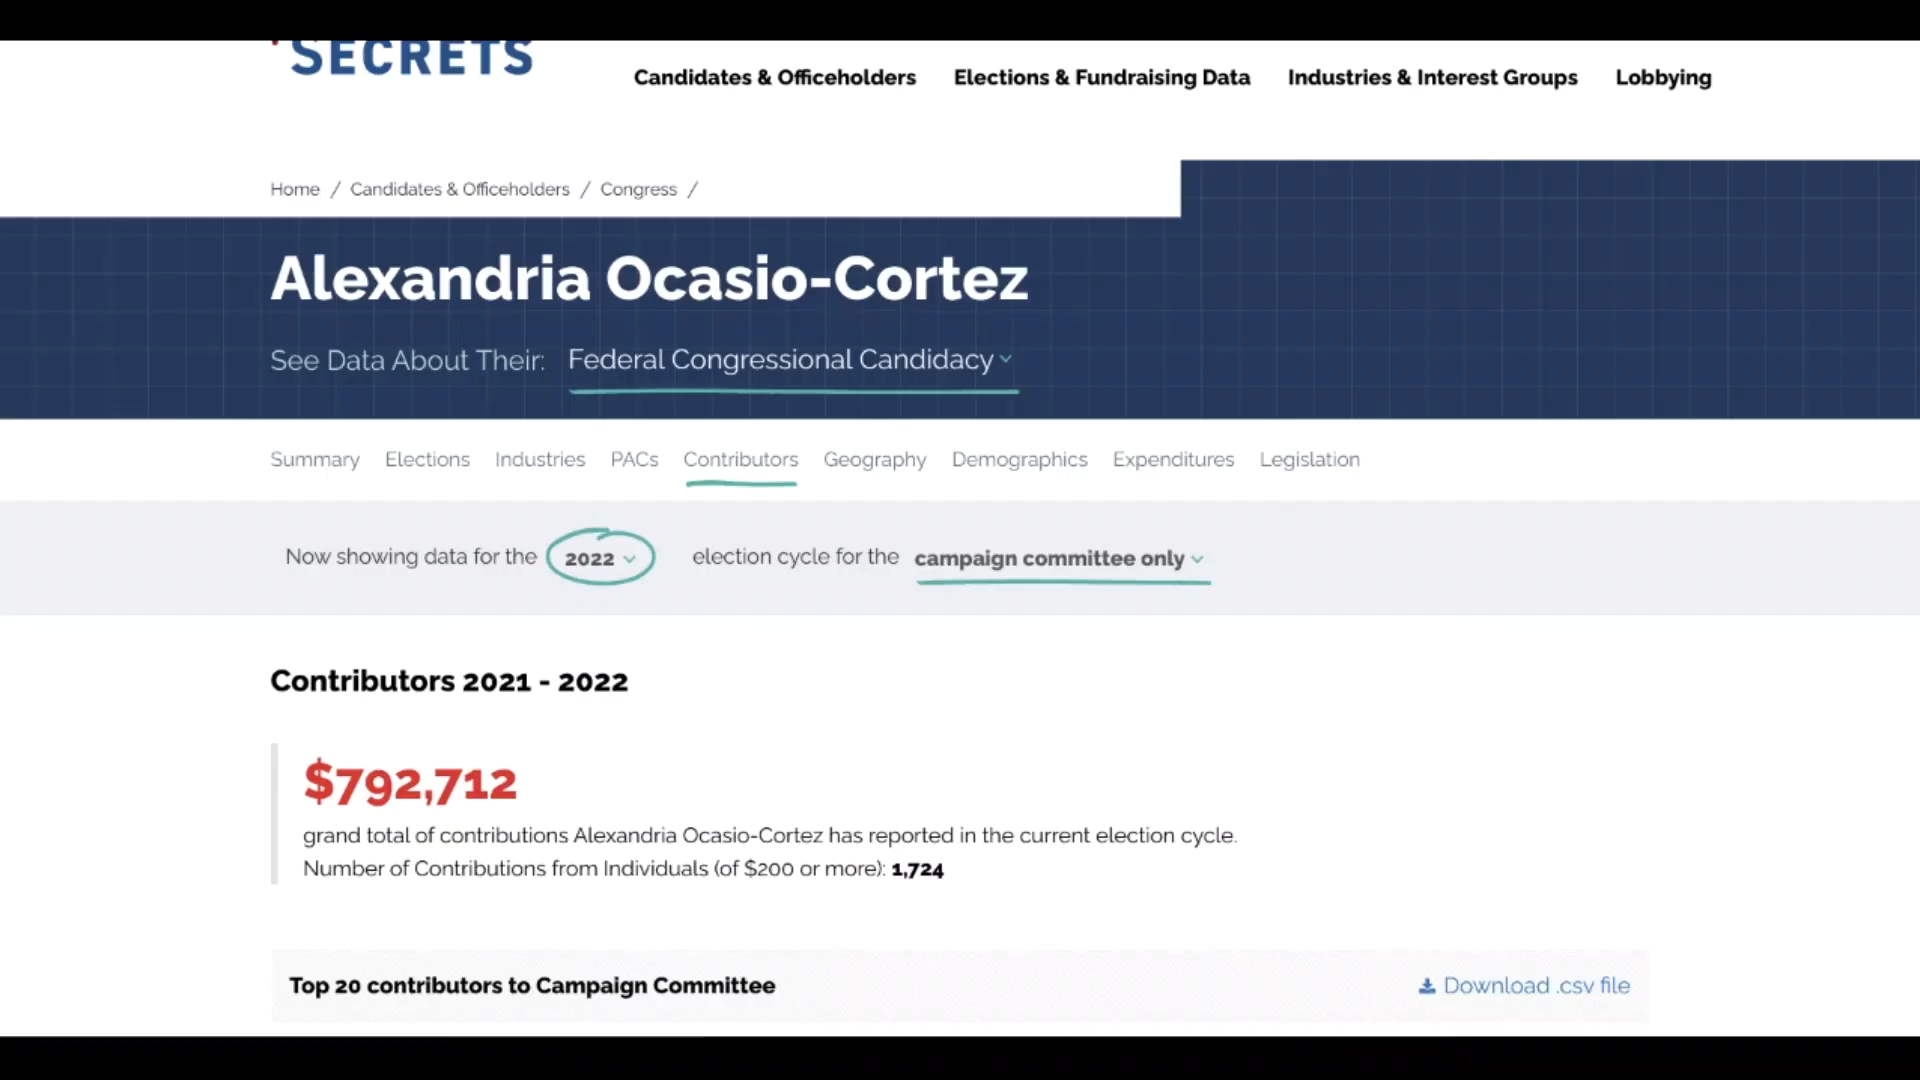 SECRETS
Candidates & Officeholders Elections & Fundraising Data Industries & Interest Groups Lobbying
Home / Candidates & Officeholders / Congress /
Alexandria Ocasio-Cortez
See Data About Their: Federal Congressional Candidacy
Summary Elections Industries PACs Contributors Geography Demographics Expenditures Legislation
Now showing data for the 2022 election cycle for the campaign committee only
Contributors 2021 - 2022
$792,712
grand total of contributions Alexandria Ocasio-Cortez has reported in the current election cycle.
Number of Contributions from Individuals (of $200 or more): 1,724
Top 20 contributors to Campaign Committee Download .csv file